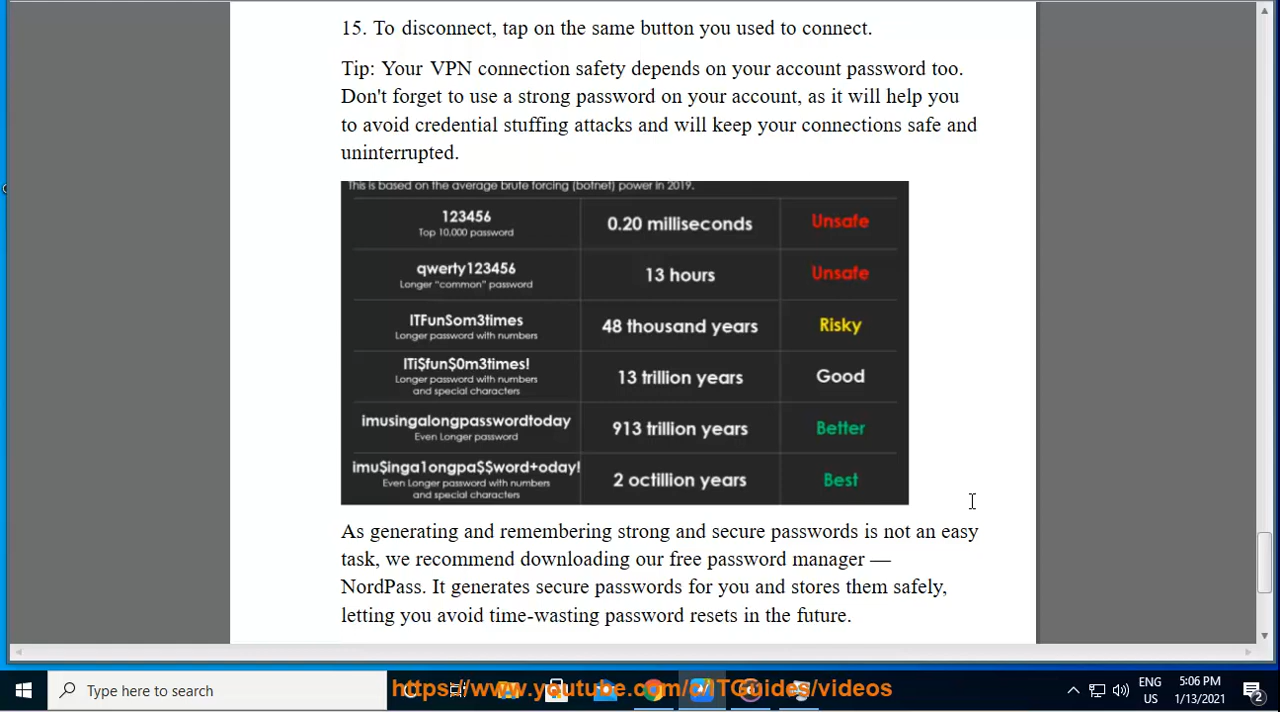 15. To disconnect, tap on the same button you used to connect.
Tip: Your VPN connection safety depends on your account password too.
Don't forget to use a strong password on your account, as it will help you
to avoid credential stuffing attacks and will keep your connections safe and
uninterrupted.
This is based on the average brute forcing (botnet) power in 2019.
123456
Top 10,000 password
0.20 milliseconds
Unsafe
qwerty123456
Longer "common" password
13 hours
Unsafe
ITFunSom3times
Longer password with numbers
48 thousand years
Risky
ITi$fun$0m3times!
Longer password with numbers
and special characters
13 trillion years
Good
imusingalongpasswordtoday
Even Longer password
913 trillion years
Better
imu$inga1ongpa$$word+oday!
Even Longer password with numbers
and special characters
2 octillion years
Best
As generating and remembering strong and secure passwords is not an easy
task, we recommend downloading our free password manager —
NordPass. It generates secure passwords for you and stores them safely,
letting you avoid time-wasting password resets in the future.
Type here to search
https://www.youtube.com/c/ITGuides/videos
ENG
US
5:06 PM
1/13/2021
2